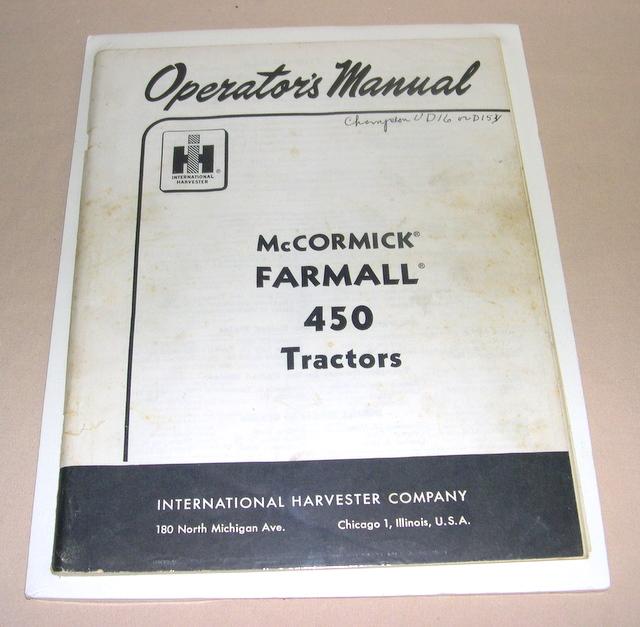 Operator's Manual
Champion UD16 or D15Y
IH
®
INTERNATIONAL
HARVESTER
McCORMICK®
FARMALL®
450
Tractors
INTERNATIONAL HARVESTER COMPANY
180 North Michigan Ave. Chicago 1, Illinois, U.S.A.